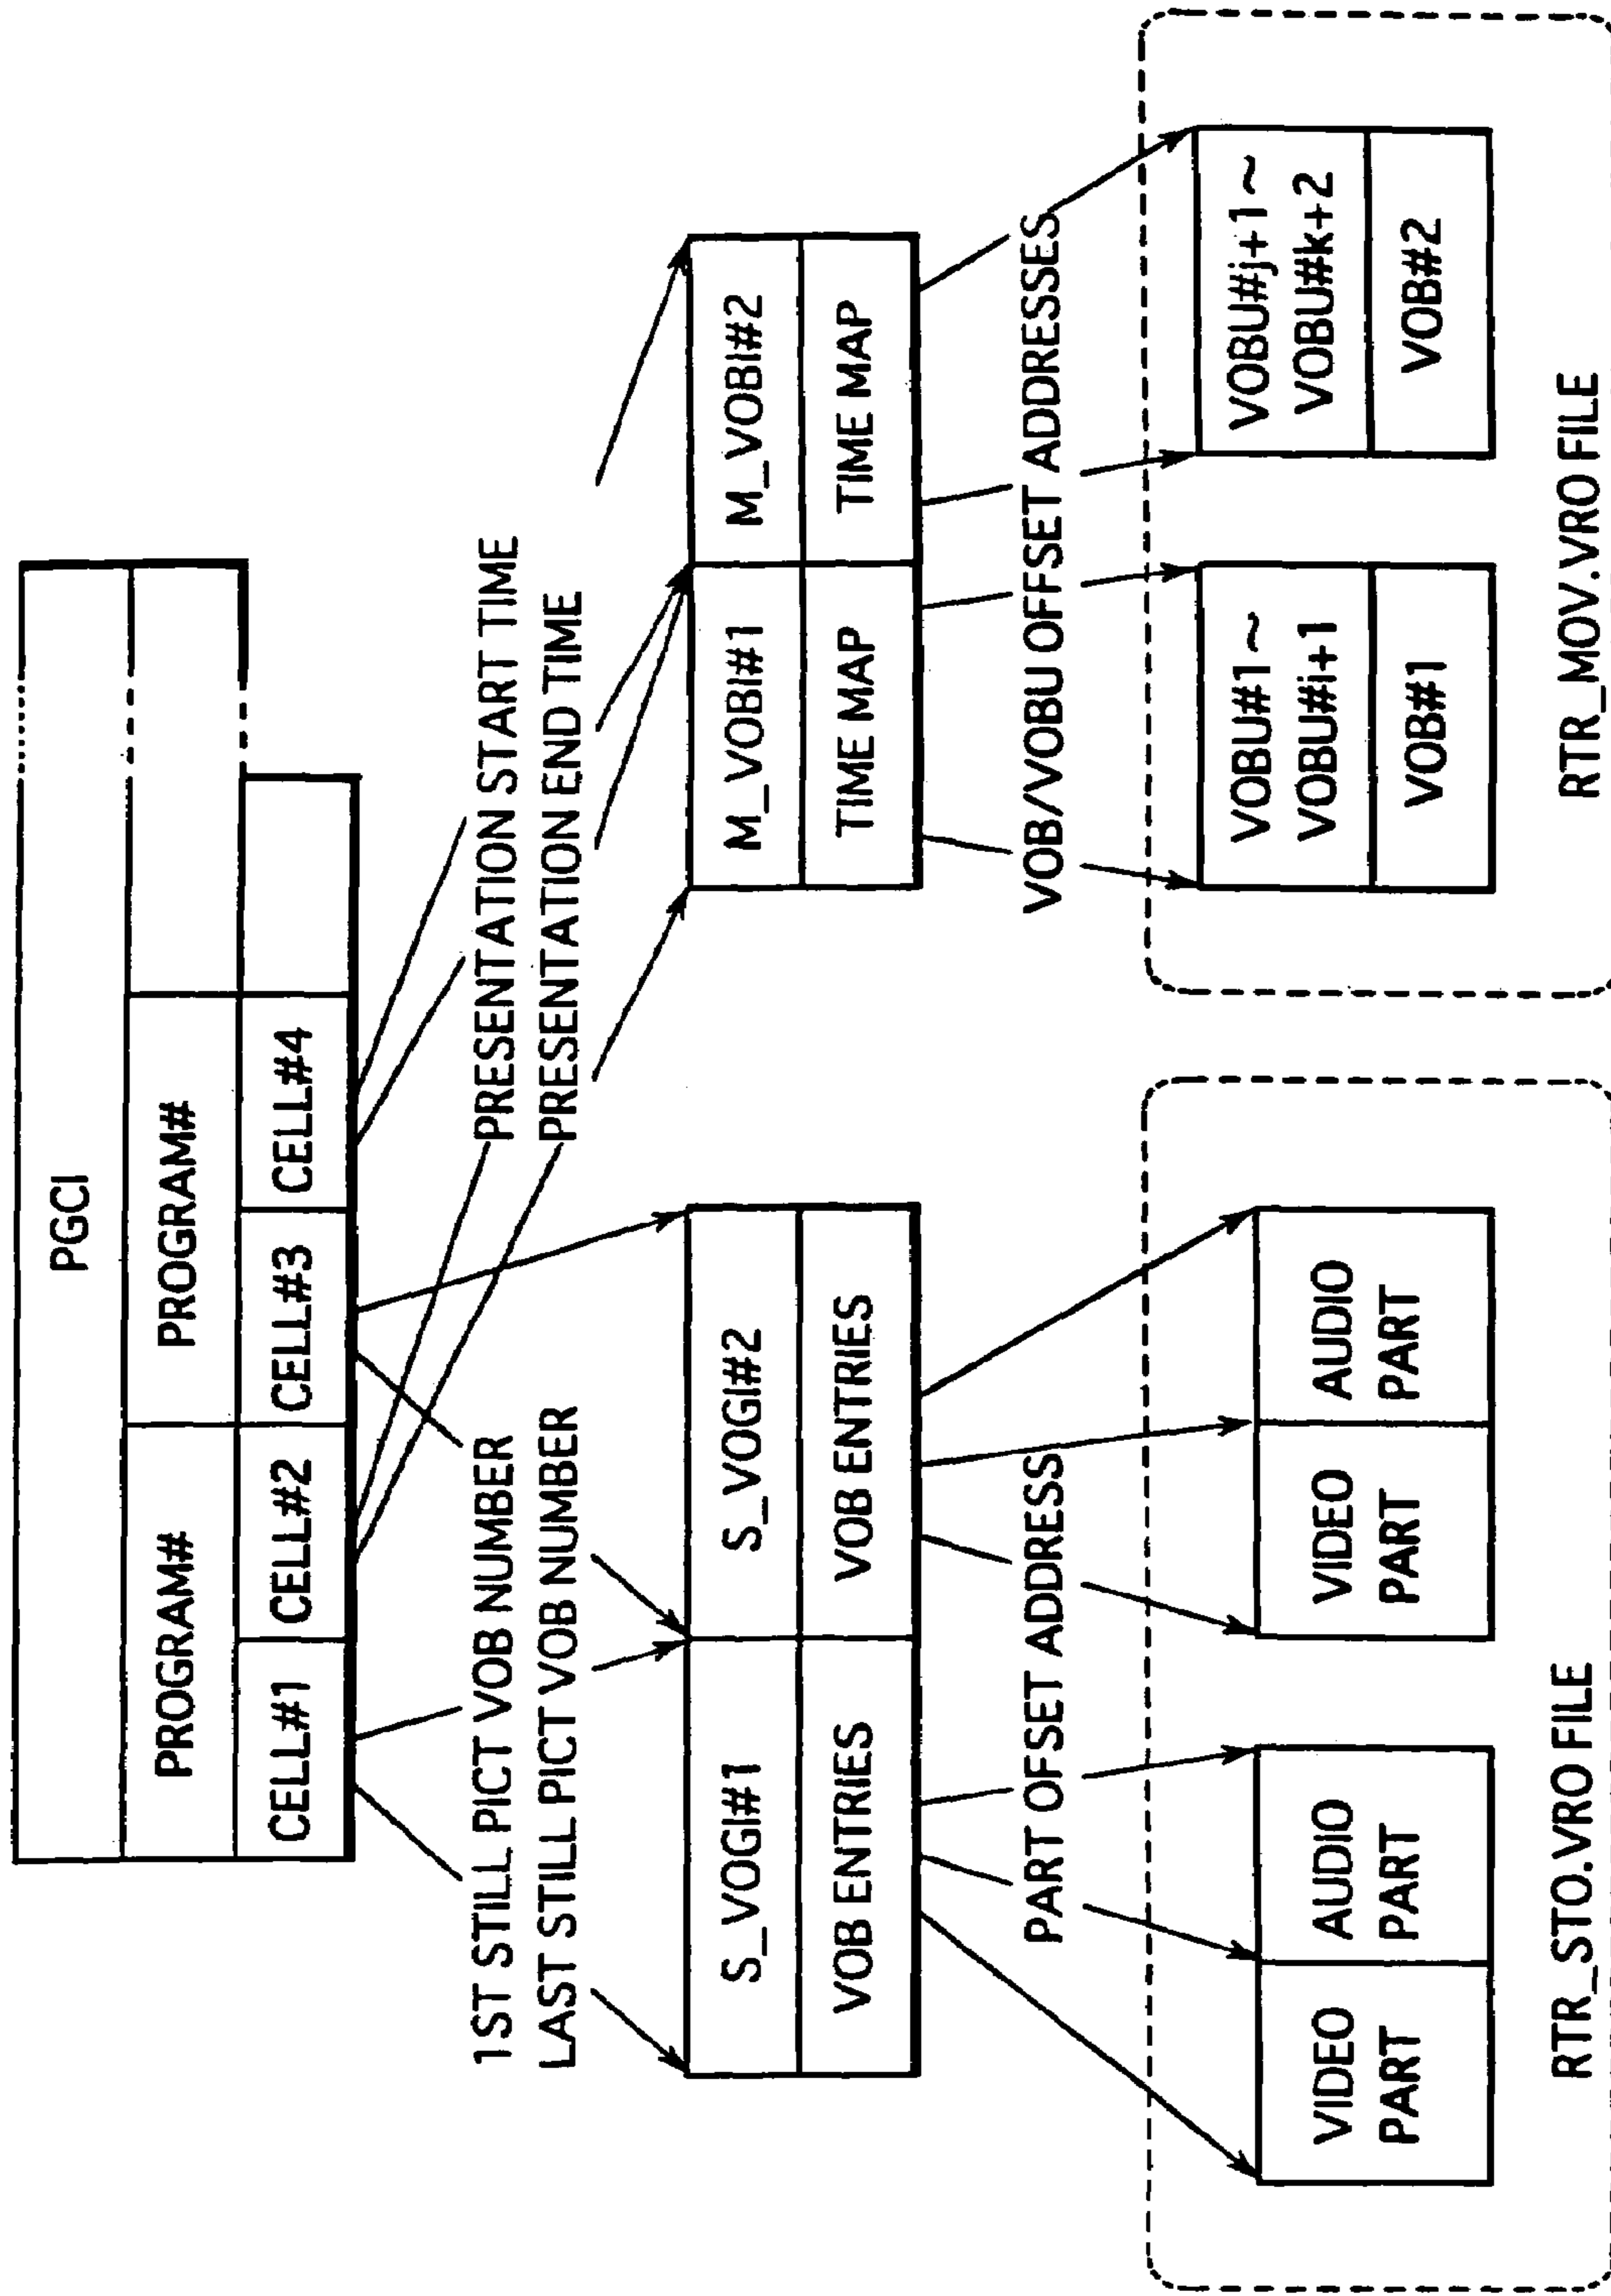 PGCI
PROGRAM#
PROGRAM#
CELL#1
CELL#2
CELL#3
CELL#4
1ST STILL PICT VOB NUMBER
LAST STILL PICT VOB NUMBER
PRESENTATION START TIME
PRESENTATION END TIME
S_VOGI#1
S_VOGI#2
VOB ENTRIES
VOB ENTRIES
M_VOBI#1
M_VOBI#2
TIME MAP
TIME MAP
PART OFFSET ADDRESS
VOB/VOBU OFFSET ADDRESSES
VIDEO
PART
AUDIO
PART
VIDEO
PART
AUDIO
PART
VOBU#1~
VOBU#i+1
VOB#1
VOBU#j+1~
VOBU#k+2
VOB#2
RTR_STO.VRO FILE
RTR_MOV.VRO FILE